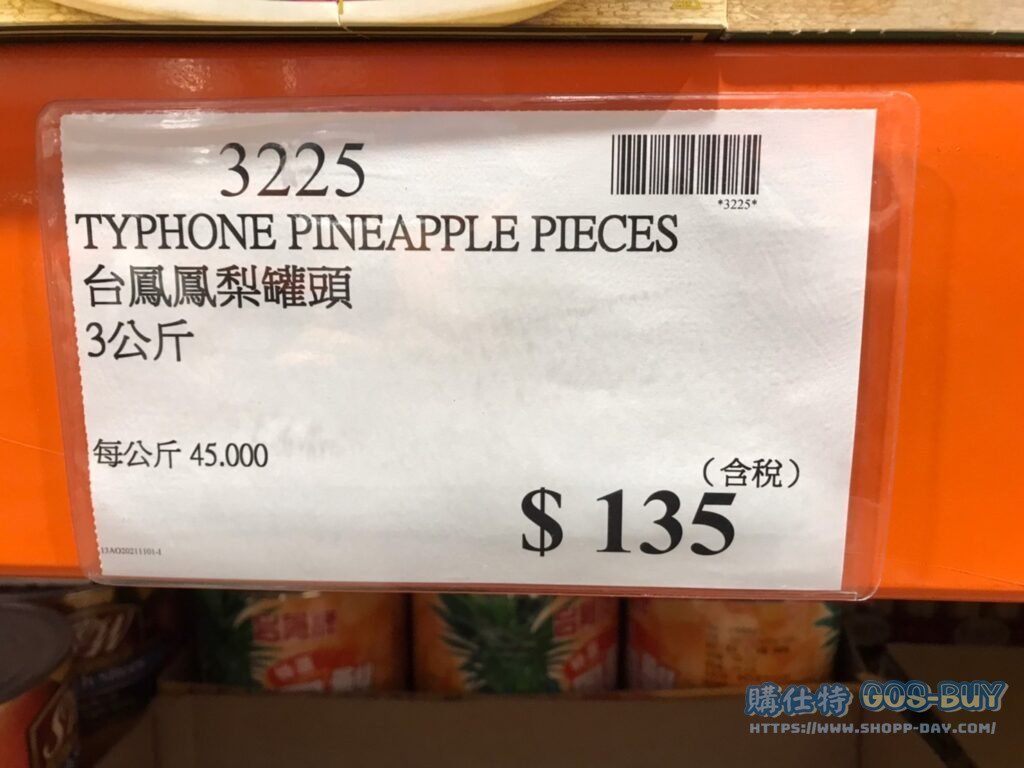 3225
*3225*
TYPHONE PINEAPPLE PIECES
台鳳鳳梨罐頭
3公斤
每公斤 45.000
（含稅）
$ 135
購仕特 GOS-BUY
HTTPS://WWW.SHOPP-DAY.COM/